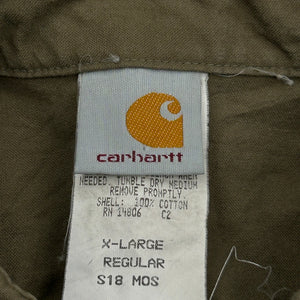 carhartt
NEEDED. TUMBLE DRY MEDIUM
REMOVE PROMPTLY.
SHELL: 100% COTTON
RN 14806 C2
X-LARGE
REGULAR
S18 MOS